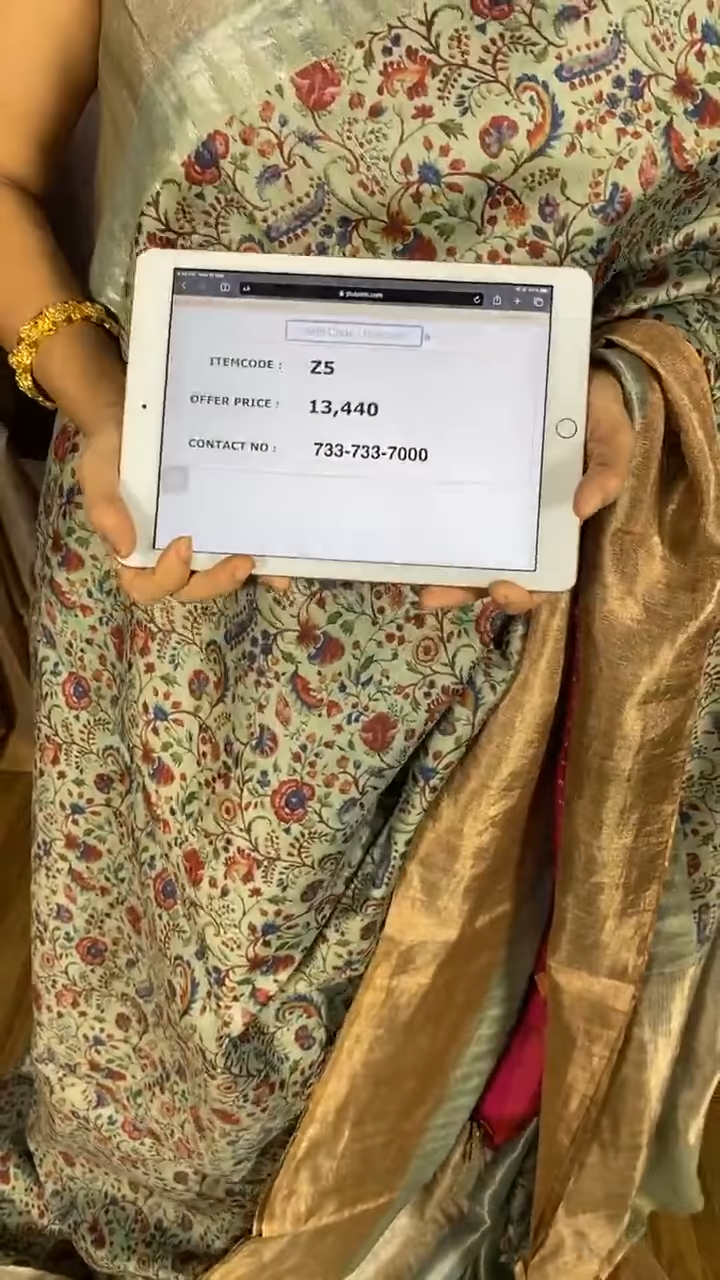 ITEMCODE : Z5
OFFER PRICE : 13,440
CONTACT NO : 733-733-7000